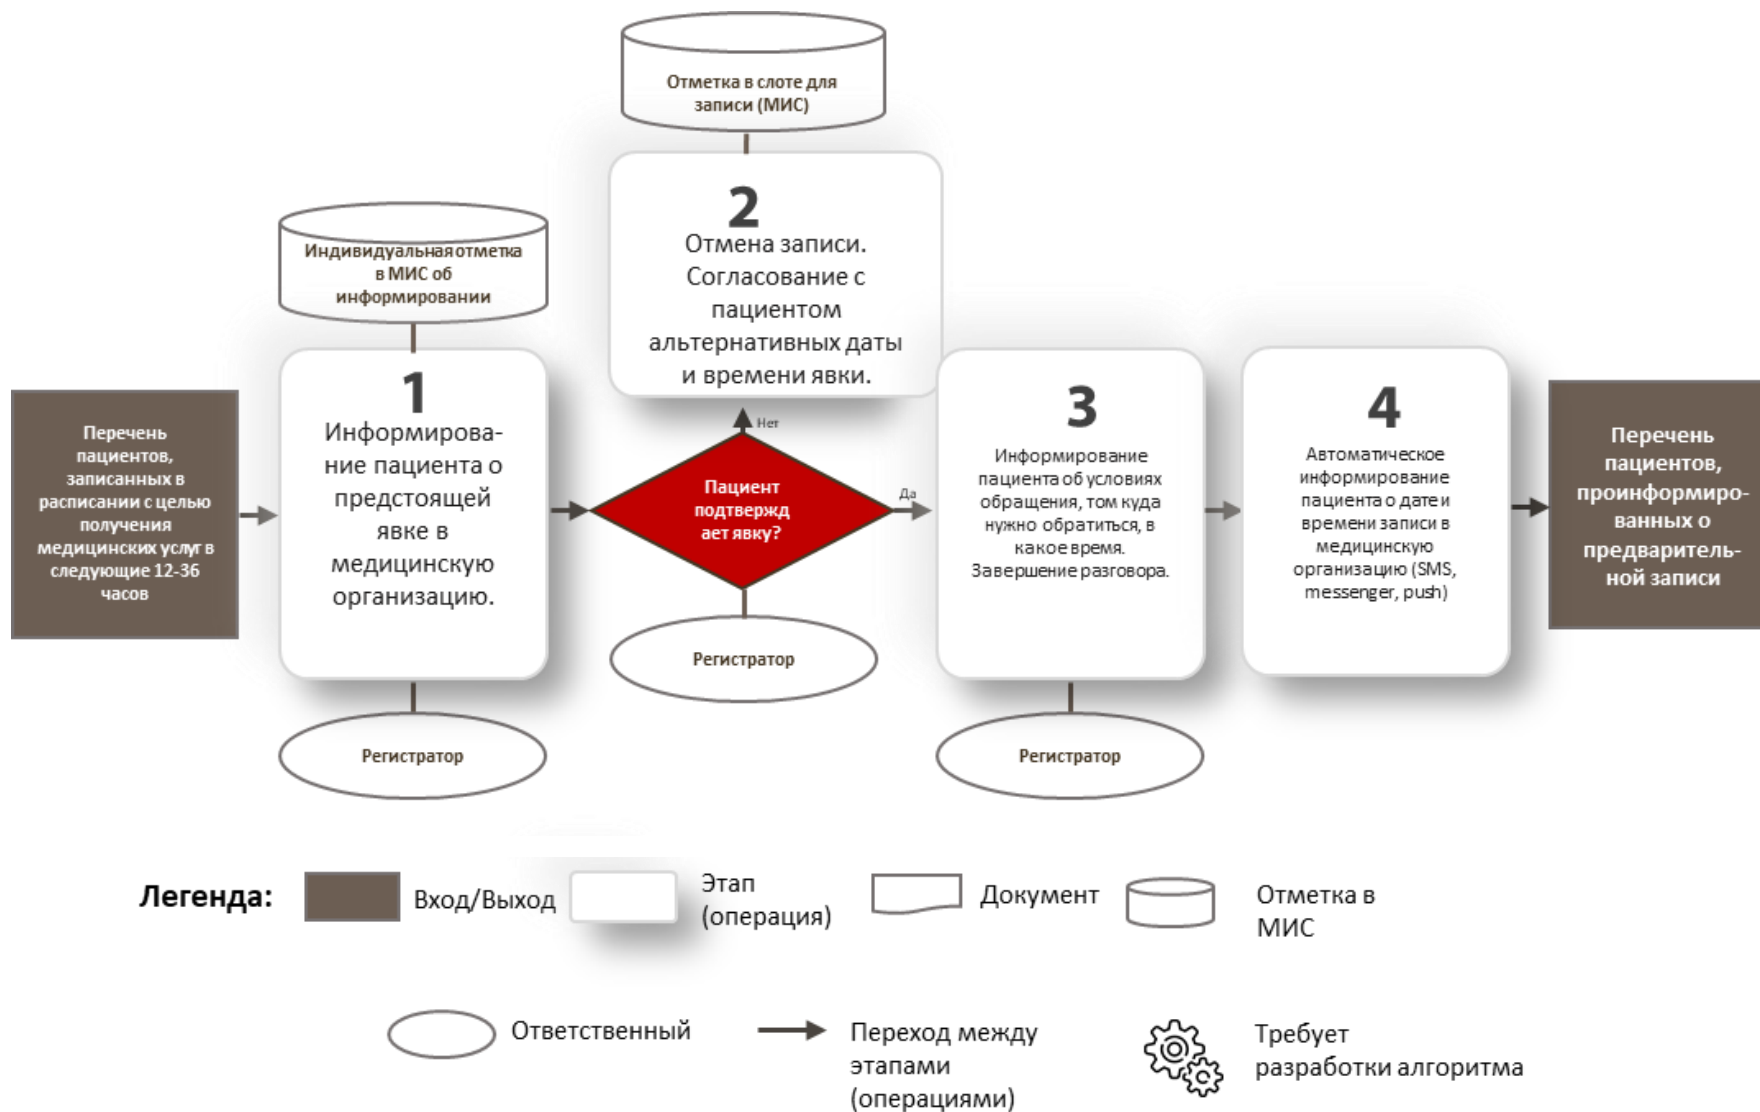 Отметка в слоте для
записи (МИС)
2
Отмена записи.
Согласование с
пациентом
альтернативных даты
и времени явки.
Индивидуальная отметка
в МИС об
информировании
1
Информирова-
ние пациента о
предстоящей
явке в
медицинскую
организацию.
Перечень
пациентов,
записанных в
расписании с целью
получения
медицинских услуг в
следующие 12-36
часов
Нет
Пациент
подтвержд
ает явку?
Да
3
Информирование
пациента об условиях
обращения, том куда
нужно обратиться, в
какое время.
Завершение разговора.
4
Автоматическое
информирование
пациента о дате и
времени записи в
медицинскую
организацию (SMS,
messenger, push)
Перечень
пациентов,
проинформиро-
ванных о
предваритель-
ной записи
Регистратор
Регистратор
Регистратор
Легенда:
Вход/Выход
Этап
(операция)
Документ
Отметка в
МИС
Ответственный
Переход между
этапами
(операциями)
Требует
разработки алгоритма